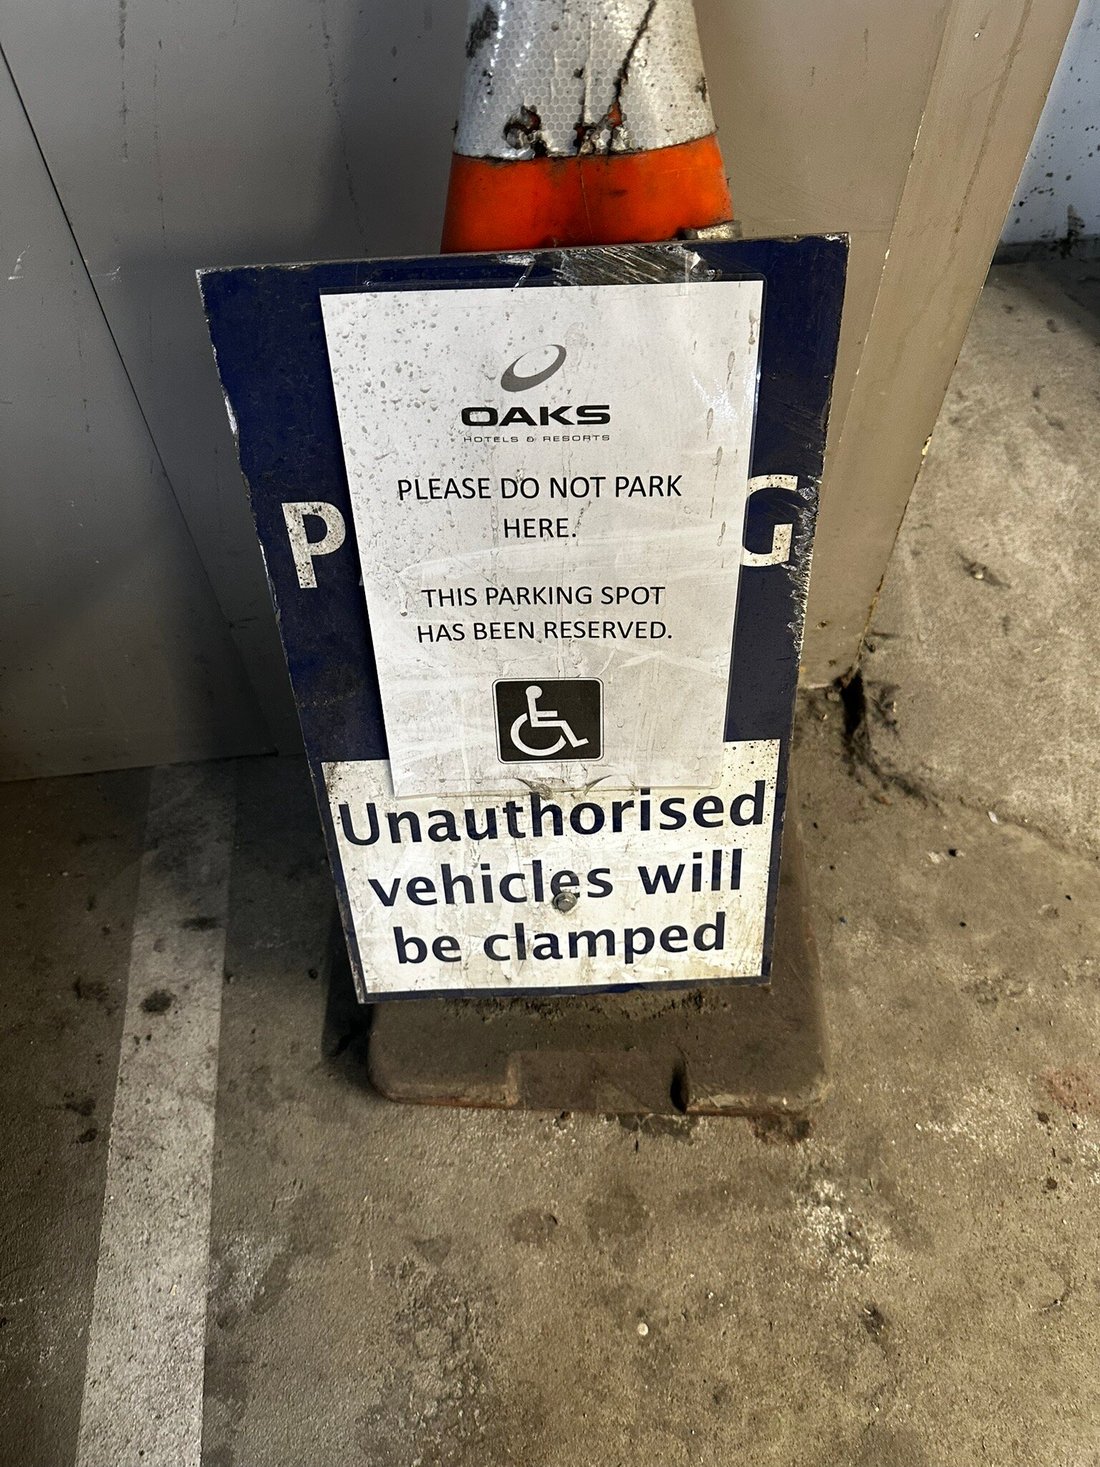 OAKS
HOTELS & RESORTS
PLEASE DO NOT PARK
HERE.
P G
THIS PARKING SPOT
HAS BEEN RESERVED.
Unauthorised
vehicles will
be clamped